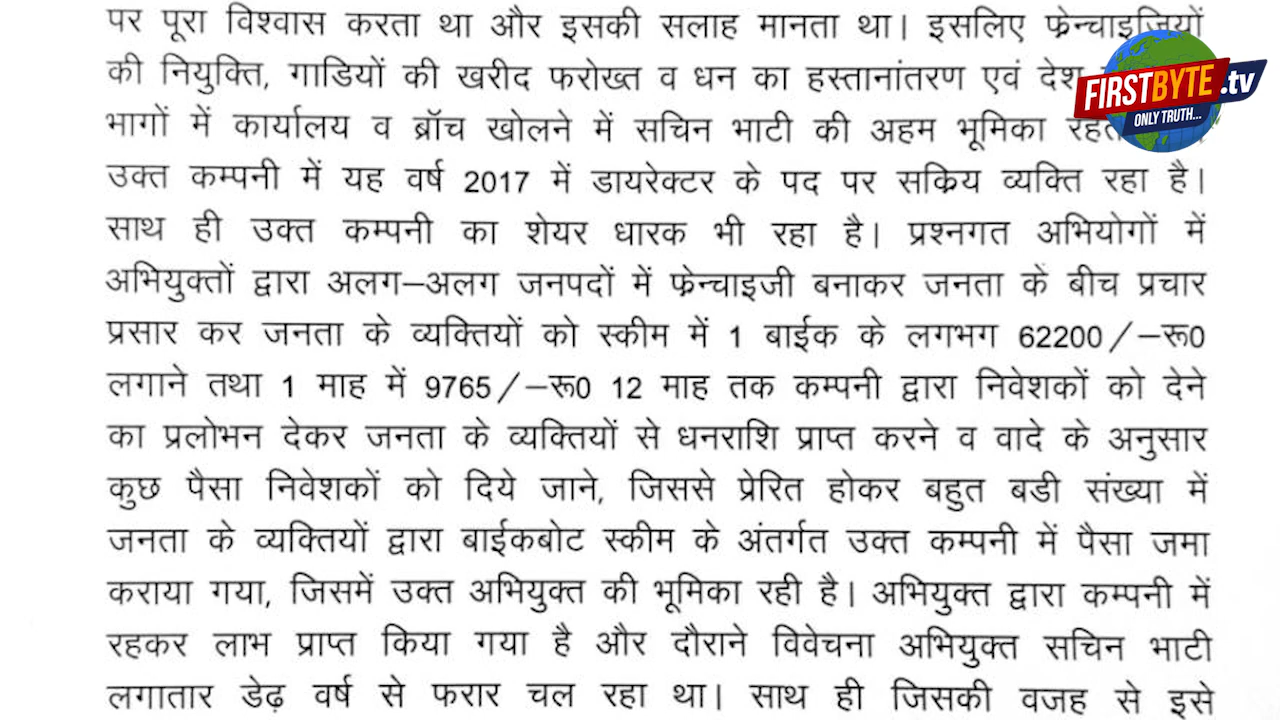 पर पूरा विश्वास करता था और इसकी सलाह मानता था। इसलिए फ्रेन्चाइजियों
की नियुक्ति, गाडियों की खरीद फरोख्त व धन का हस्तानांतरण एवं देश
भागों में कार्यालय व ब्रॉच खोलने में सचिन भाटी की अहम भूमिका
उक्त कम्पनी में यह वर्ष 2017 में डायरेक्टर के पद पर सक्रिय व्यक्ति रहा है।
साथ ही उक्त कम्पनी का शेयर धारक भी रहा है। प्रश्नगत अभियोगों में
अभियुक्तों द्वारा अलग–अलग जनपदों में फ्रेन्चाइजी बनाकर जनता के बीच प्रचार
प्रसार कर जनता के व्यक्तियों को स्कीम में 1 बाईक के लगभग 62200/–रू0
लगाने तथा 1 माह में 9765/–रू0 12 माह तक कम्पनी द्वारा निवेशकों को देने
का प्रलोभन देकर जनता के व्यक्तियों से धनराशि प्राप्त करने व वादे के अनुसार
कुछ पैसा निवेशकों को दिये जाने, जिससे प्रेरित होकर बहुत बडी संख्या में
जनता के व्यक्तियों द्वारा बाईकबोट स्कीम के अंतर्गत उक्त कम्पनी में पैसा जमा
कराया गया, जिसमें उक्त अभियुक्त की भूमिका रही है। अभियुक्त द्वारा कम्पनी में
रहकर लाभ प्राप्त किया गया है और दौराने विवेचना अभियुक्त सचिन भाटी
लगातार डेढ़ वर्ष से फरार चल रहा था। साथ ही जिसकी वजह से इसे
FIRSTBYTE.tv
ONLY TRUTH...